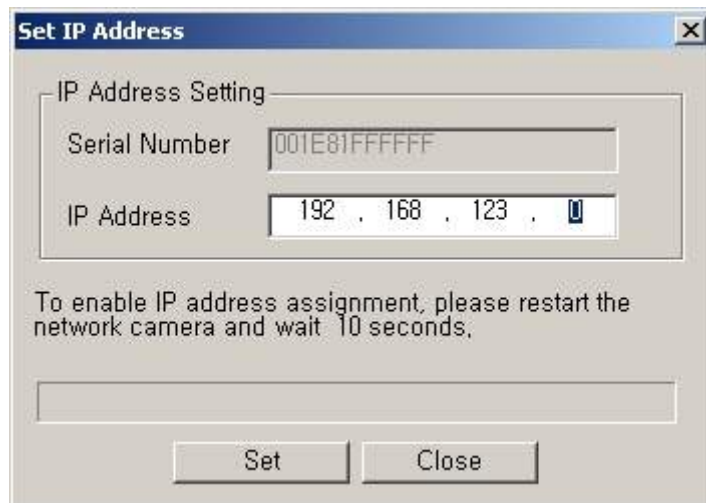 Set IP Address
IP Address Setting
Serial Number 001E81FFFFFF
IP Address 192 . 168 . 123 . 0
To enable IP address assignment, please restart the
network camera and wait 10 seconds,
Set Close